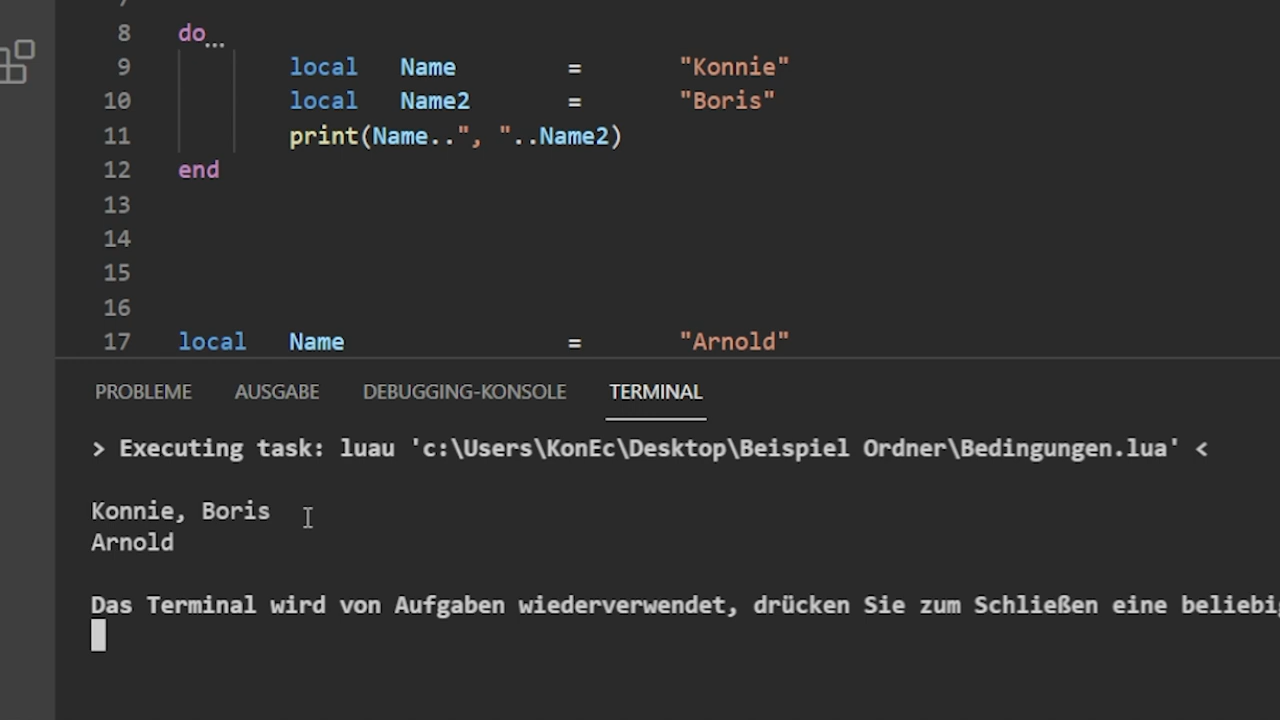 8 do...
9 local Name = "Konnie"
10 local Name2 = "Boris"
11 print(Name..", "..Name2)
12 end
13
14
15
16
17 local Name = "Arnold"
PROBLEME AUSGABE DEBUGGING-KONSOLE TERMINAL
> Executing task: luau 'c:\Users\KonEc\Desktop\Beispiel Ordner\Bedingungen.lua' <
Konnie, Boris
Arnold
Das Terminal wird von Aufgaben wiederverwendet, drücken Sie zum Schließen eine